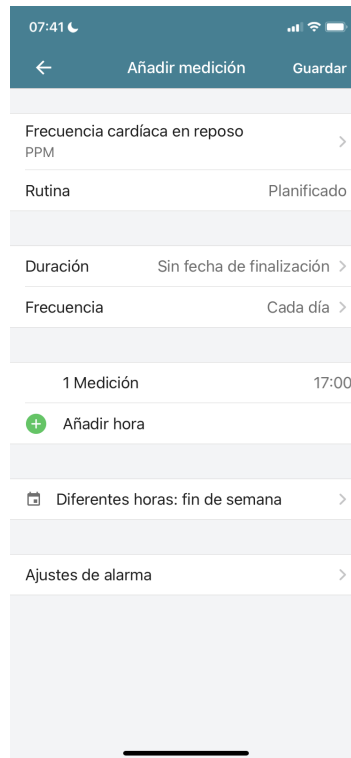 07:41
Añadir medición
Guardar
Frecuencia cardíaca en reposo
PPM
Rutina
Planificado
Duración
Sin fecha de finalización
Frecuencia
Cada día
1 Medición
17:00
Añadir hora
Diferentes horas: fin de semana
Ajustes de alarma